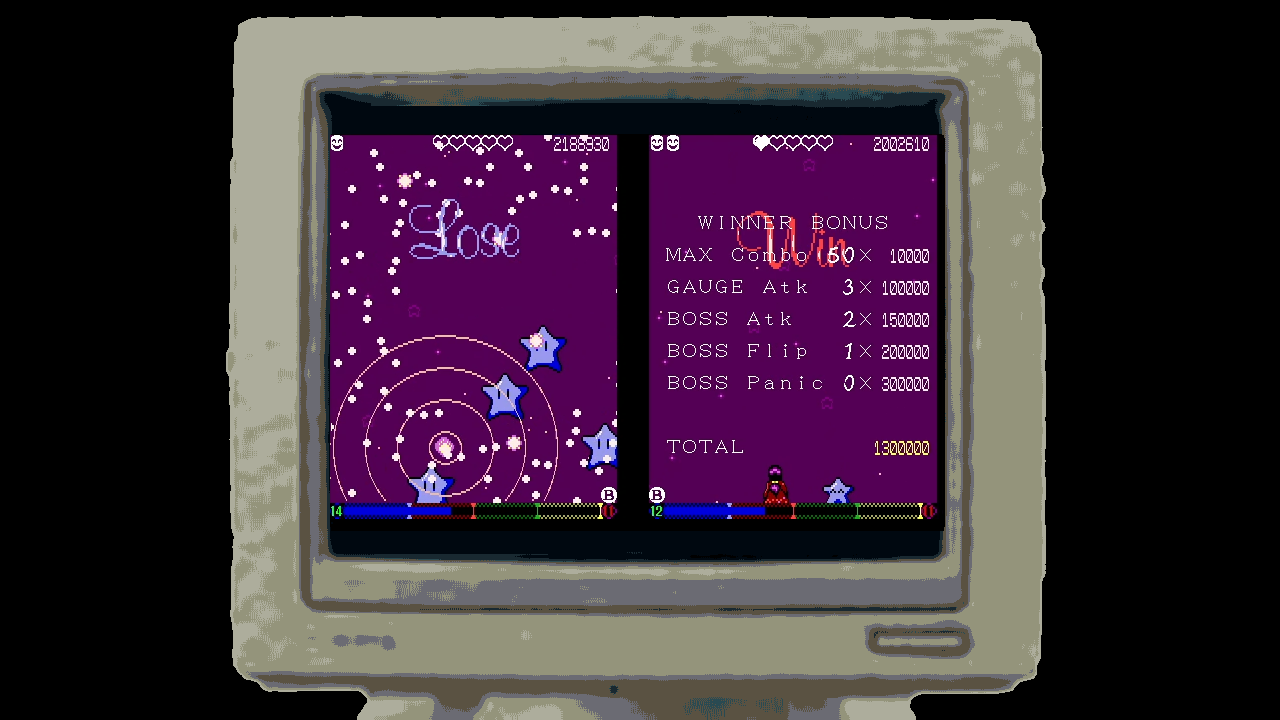 2185930
Lose
14
B
2002610
Win
WINNER BONUS
MAX Combo 50× 10000
GAUGE Atk 3× 100000
BOSS Atk 2× 150000
BOSS Flip 1× 200000
BOSS Panic 0× 300000
TOTAL 1300000
B
12